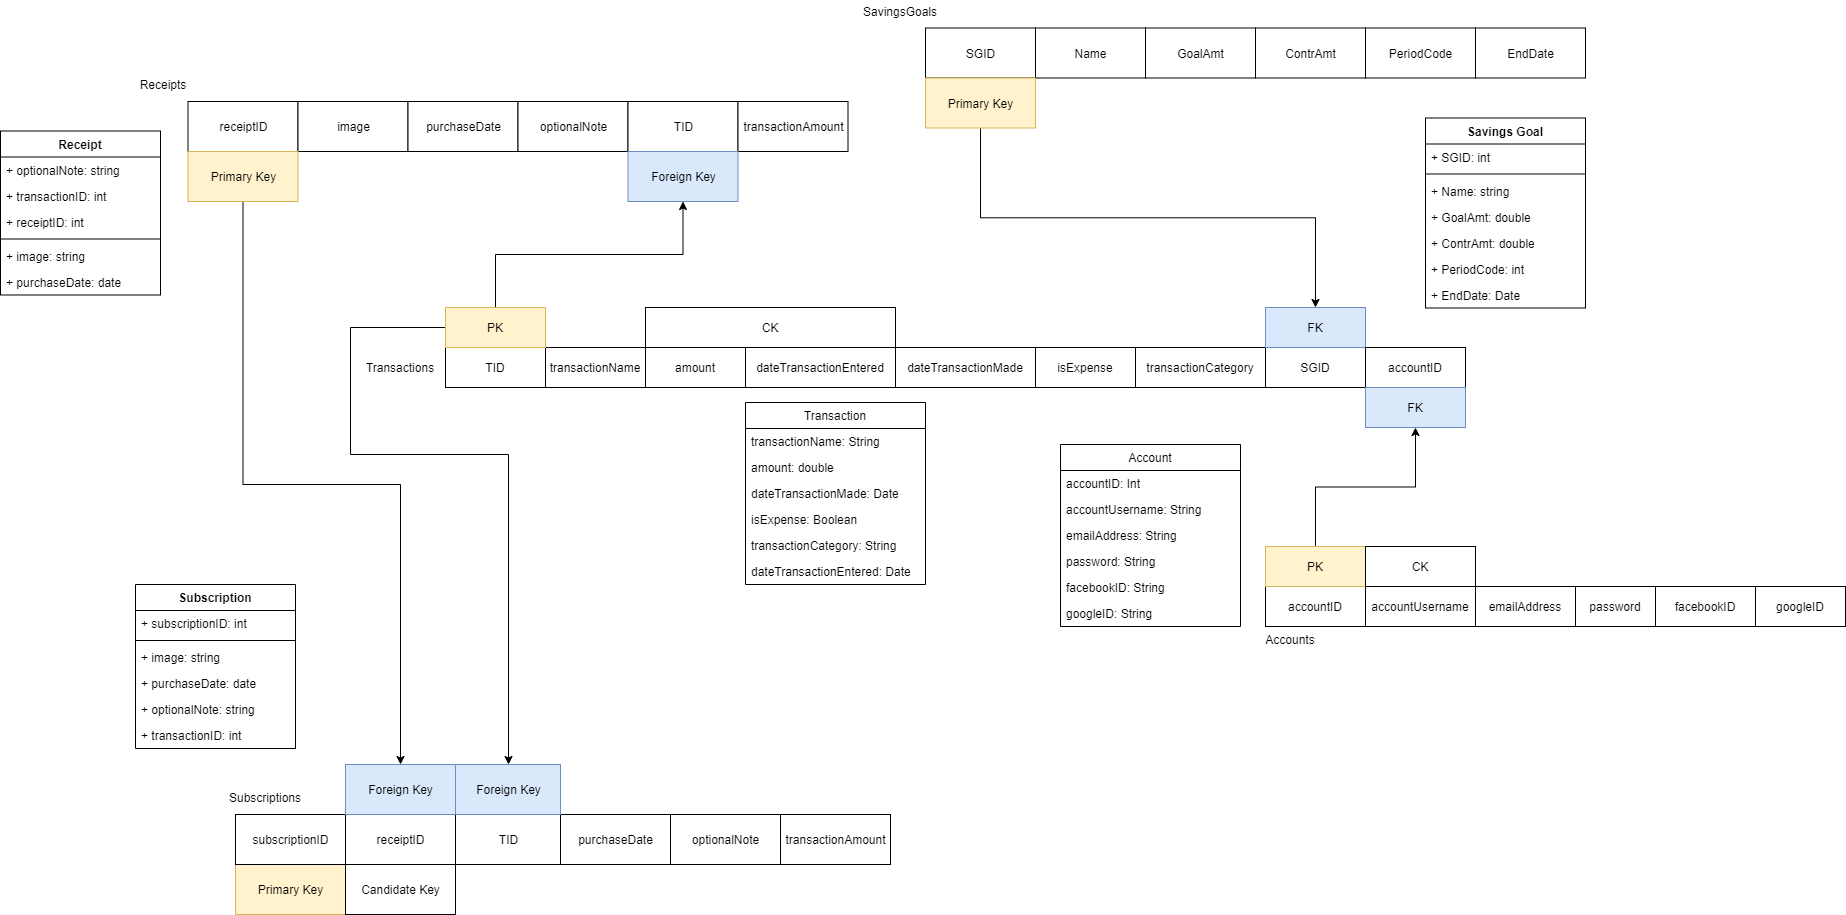 SavingsGoals
SGID
Name
GoalAmt
ContrAmt
PeriodCode
EndDate
Primary Key
Receipts
receiptID
image
purchaseDate
optionalNote
TID
transactionAmount
Primary Key
Foreign Key
Receipt
+ optionalNote: string
+ transactionID: int
+ receiptID: int
+ image: string
+ purchaseDate: date
Savings Goal
+ SGID: int
+ Name: string
+ GoalAmt: double
+ ContrAmt: double
+ PeriodCode: int
+ EndDate: Date
PK
CK
FK
Transactions
TID
transactionName
amount
dateTransactionEntered
dateTransactionMade
isExpense
transactionCategory
SGID
accountID
FK
Transaction
transactionName: String
amount: double
dateTransactionMade: Date
isExpense: Boolean
transactionCategory: String
dateTransactionEntered: Date
Account
accountID: Int
accountUsername: String
emailAddress: String
password: String
facebookID: String
googleID: String
PK
CK
accountID
accountUsername
emailAddress
password
facebookID
googleID
Accounts
Subscription
+ subscriptionID: int
+ image: string
+ purchaseDate: date
+ optionalNote: string
+ transactionID: int
Foreign Key
Foreign Key
Subscriptions
subscriptionID
receiptID
TID
purchaseDate
optionalNote
transactionAmount
Primary Key
Candidate Key